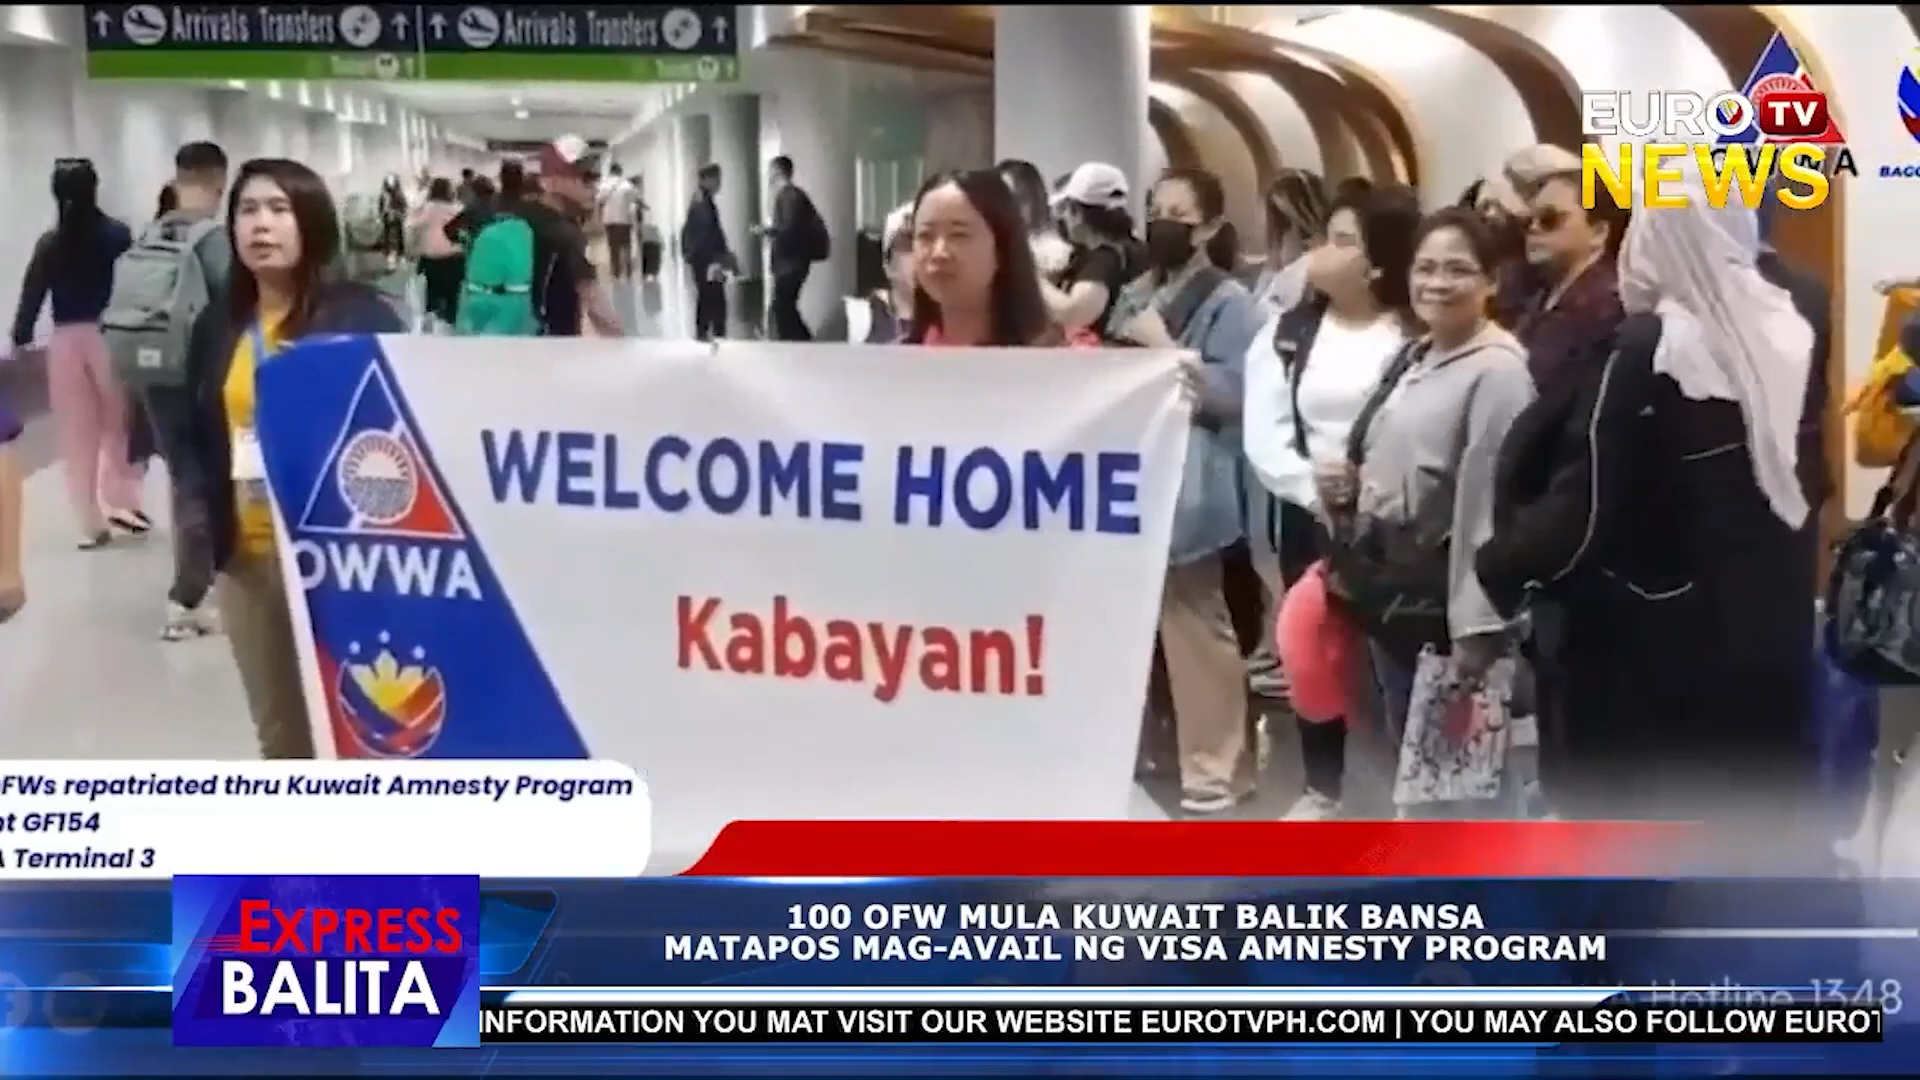 Arrivals Transfers
Arrivals Transfers
EURO TV
NEWS
WELCOME HOME
Kabayan!
OWWA
FWs repatriated thru Kuwait Amnesty Program
nt GF154
A Terminal 3
EXPRESS
BALITA
100 OFW MULA KUWAIT BALIK BANSA
MATAPOS MAG-AVAIL NG VISA AMNESTY PROGRAM
Hotline 1348
INFORMATION YOU MAT VISIT OUR WEBSITE EUROTVPH.COM | YOU MAY ALSO FOLLOW EUROT